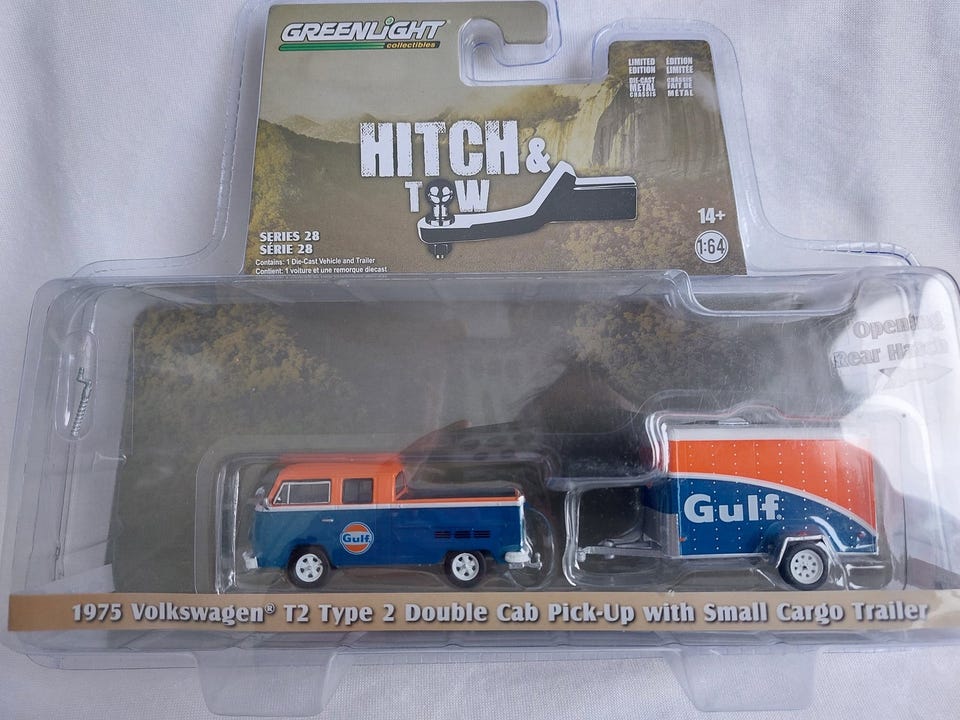 GREENLiGHT
collectibles
LIMITED EDITION
ÉDITION LIMITÉE
DIE-CAST METAL CHASSIS
CHÂSSIS FAIT DE MÉTAL
HITCH &
TOW
SERIES 28
SÉRIE 28
Contains: 1 Die-Cast Vehicle and Trailer
Contient: 1 voiture et une remorque diecast
14+
1:64
Opening
Rear Hatch
Gulf
Gulf
1975 Volkswagen® T2 Type 2 Double Cab Pick-Up with Small Cargo Trailer